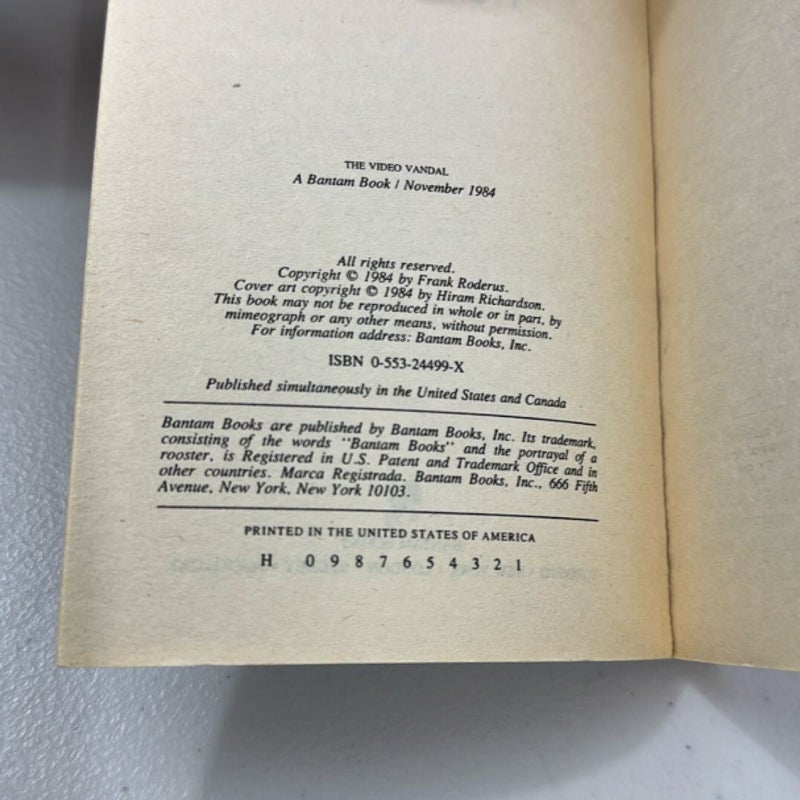 THE VIDEO VANDAL
A Bantam Book / November 1984
All rights reserved.
Copyright © 1984 by Frank Roderus.
Cover art copyright © 1984 by Hiram Richardson.
This book may not be reproduced in whole or in part, by
mimeograph or any other means, without permission.
For information address: Bantam Books, Inc.
ISBN 0-553-24499-X
Published simultaneously in the United States and Canada
Bantam Books are published by Bantam Books, Inc. Its trademark,
consisting of the words "Bantam Books" and the portrayal of a
rooster, is Registered in U.S. Patent and Trademark Office and in
other countries. Marca Registrada. Bantam Books, Inc., 666 Fifth
Avenue, New York, New York 10103.
PRINTED IN THE UNITED STATES OF AMERICA
H 0 9 8 7 6 5 4 3 2 1